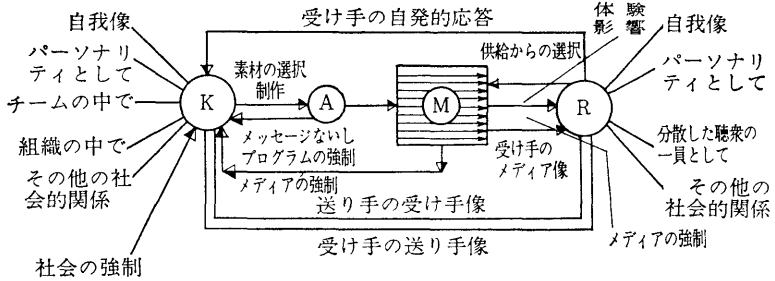 受け手の自発的応答
体験
影響
自我像
パーソナリ
ティとして
チームの中で
組織の中で
その他の社
会的関係
社会の強制
K
素材の選択
制作
A
メッセージないし
プログラムの強制
メディアの強制
M
供給からの選択
受け手の
メディア像
R
自我像
パーソナリ
ティとして
分散した聴衆の
一員として
その他の
社会的関係
メディアの強制
送り手の受け手像
受け手の送り手像